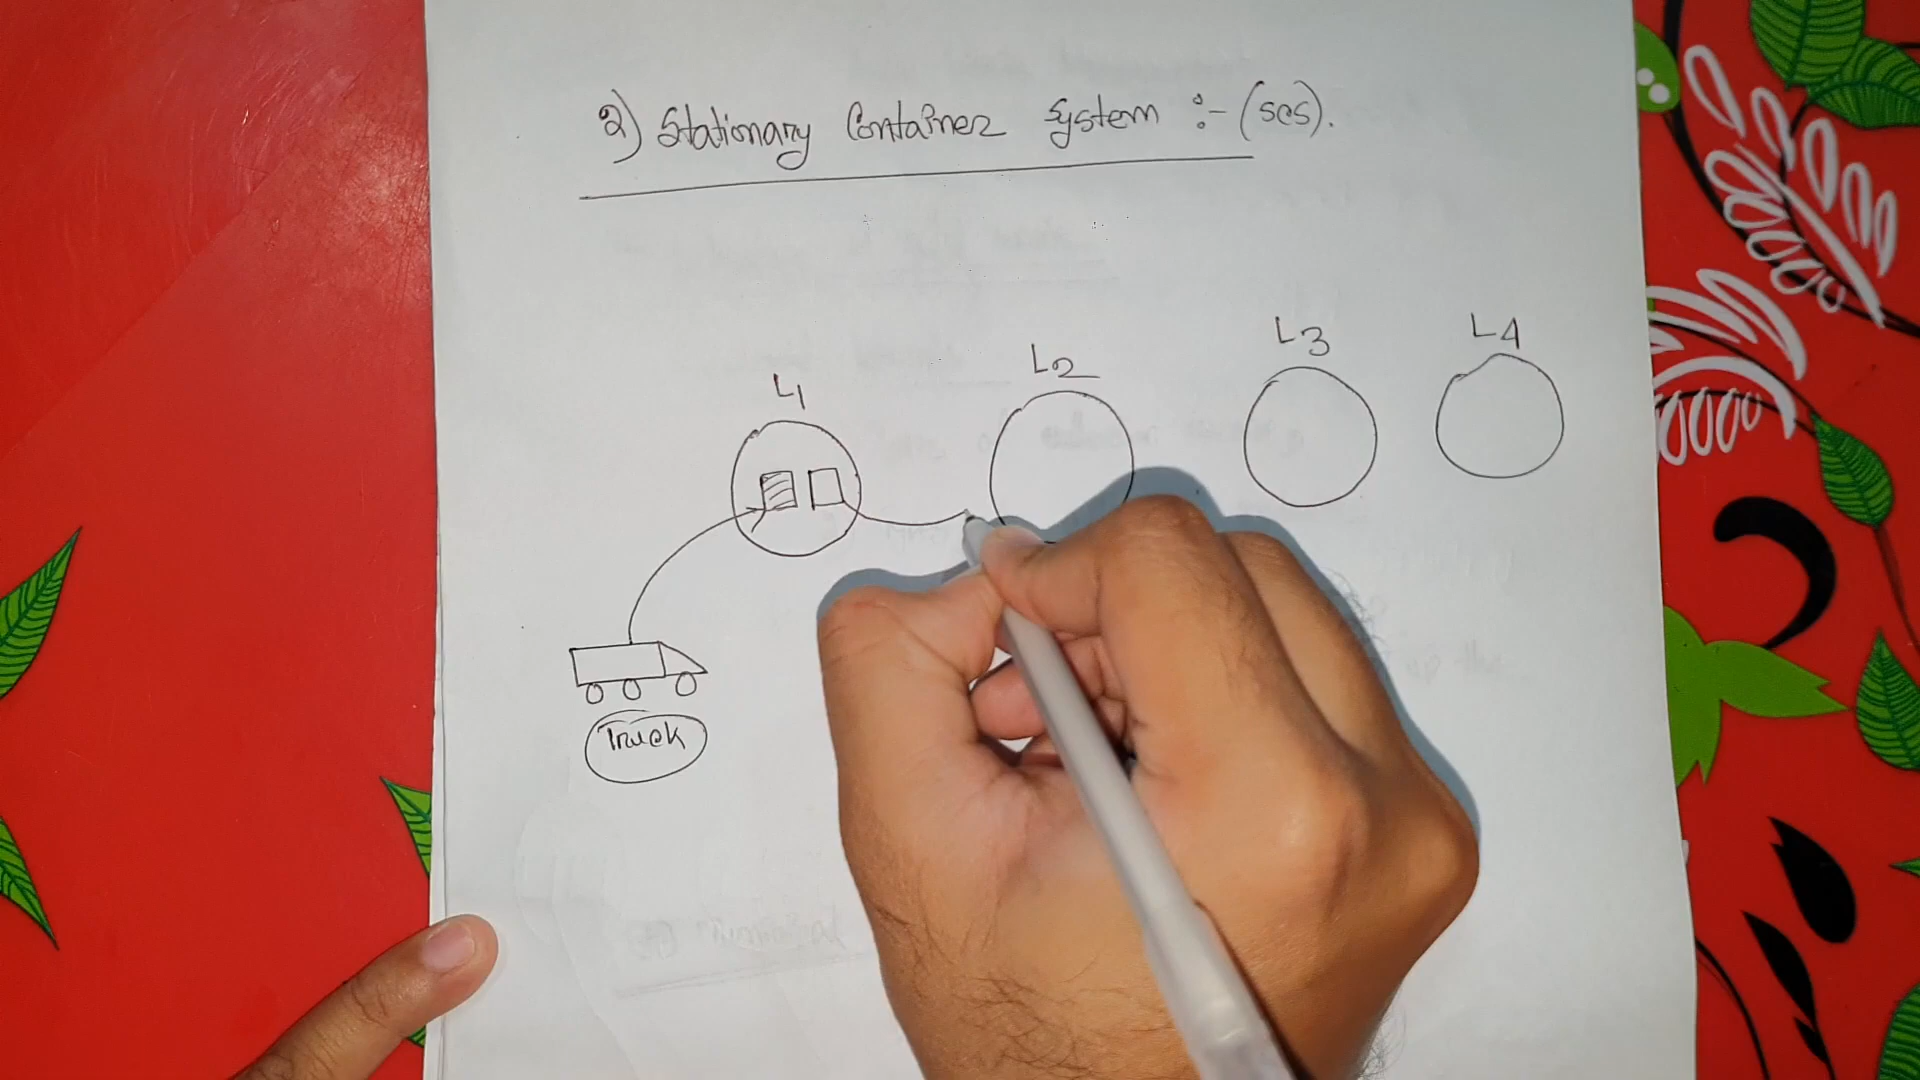 2) Stationary Container System :- (SCS).
L1
L2
L3
L4
Truck